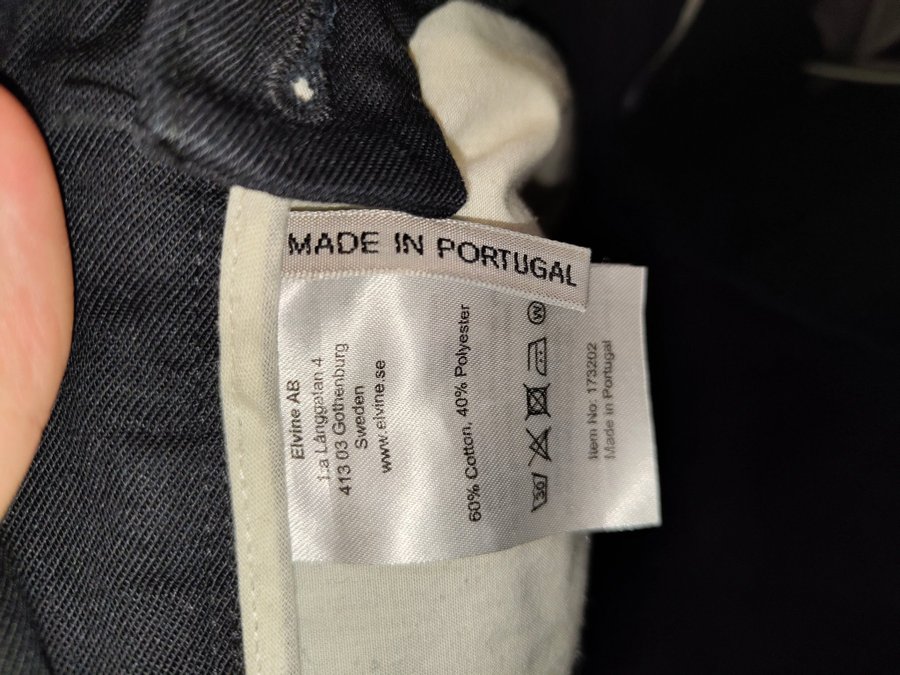 MADE IN PORTUGAL
Elvine AB
1:a Långgatan 4
413 03 Gothenburg
Sweden
www.elvine.se
60% Cotton, 40% Polyester
30 W
Item No: 173202
Made in Portugal